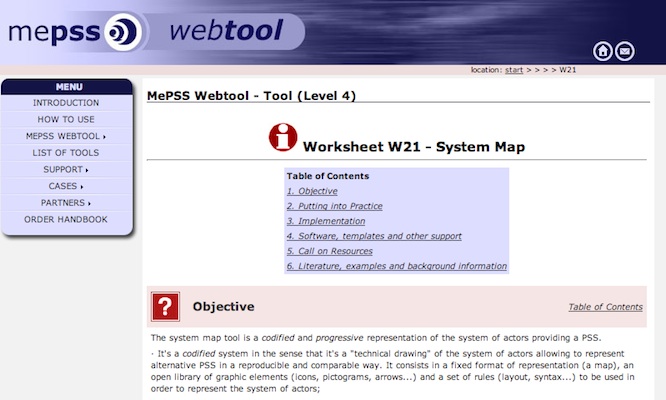 mepss webtool
location: start > > > > W21
MENU
INTRODUCTION
HOW TO USE
MEPSS WEBTOOL
LIST OF TOOLS
SUPPORT
CASES
PARTNERS
ORDER HANDBOOK
MePSS Webtool - Tool (Level 4)
Worksheet W21 - System Map
Table of Contents
1. Objective
2. Putting into Practice
3. Implementation
4. Software, templates and other support
5. Call on Resources
6. Literature, examples and background information
? Objective
Table of Contents
The system map tool is a codified and progressive representation of the system of actors providing a PSS.
· It's a codified system in the sense that it's a "technical drawing" of the system of actors allowing to represent
alternative PSS in a reproducible and comparable way. It consists in a fixed format of representation (a map), an
open library of graphic elements (icons, pictograms, arrows...) and a set of rules (layout, syntax...) to be used in
order to represent the system of actors;